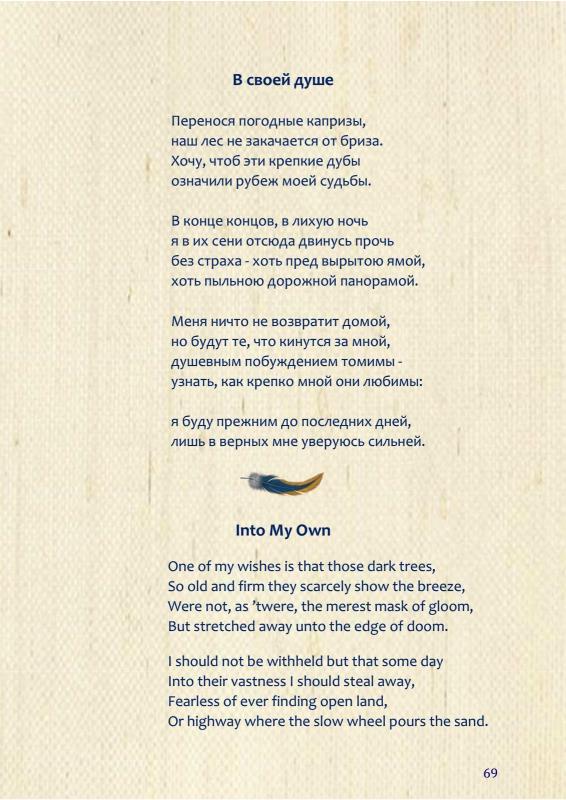 В своей душе
Перенося погодные капризы,
наш лес не закачается от бриза.
Хочу, чтоб эти крепкие дубы
означили рубеж моей судьбы.
В конце концов, в лихую ночь
я в их сени отсюда двинусь прочь
без страха - хоть пред вырытою ямой,
хоть пыльною дорожной панорамой.
Меня ничто не возвратит домой,
но будут те, что кинутся за мной,
душевным побуждением томимы -
узнать, как крепко мной они любимы:
я буду прежним до последних дней,
лишь в верных мне уверуюсь сильней.
Into My Own
One of my wishes is that those dark trees,
So old and firm they scarcely show the breeze,
Were not, as ’twere, the merest mask of gloom,
But stretched away unto the edge of doom.
I should not be withheld but that some day
Into their vastness I should steal away,
Fearless of ever finding open land,
Or highway where the slow wheel pours the sand.
69